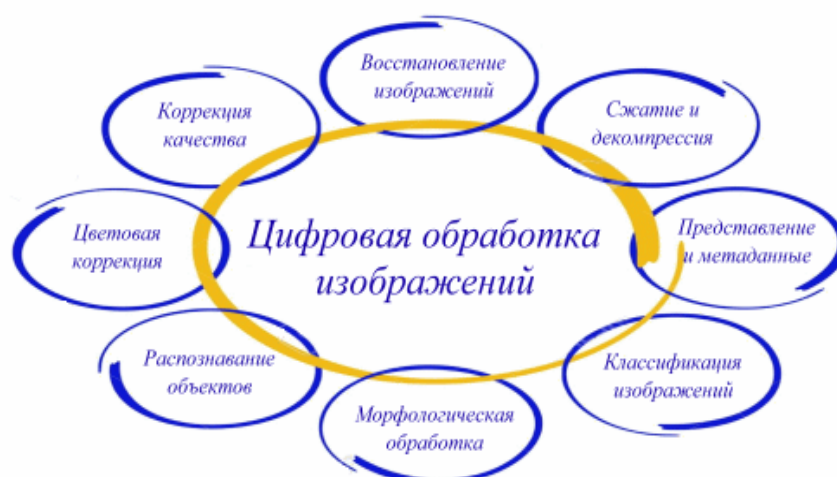 Восстановление
изображений
Коррекция
качества
Сжатие и
декомпрессия
Цветовая
коррекция
Цифровая обработка
изображений
Представление
и метаданные
Распознавание
объектов
Классификация
изображений
Морфологическая
обработка